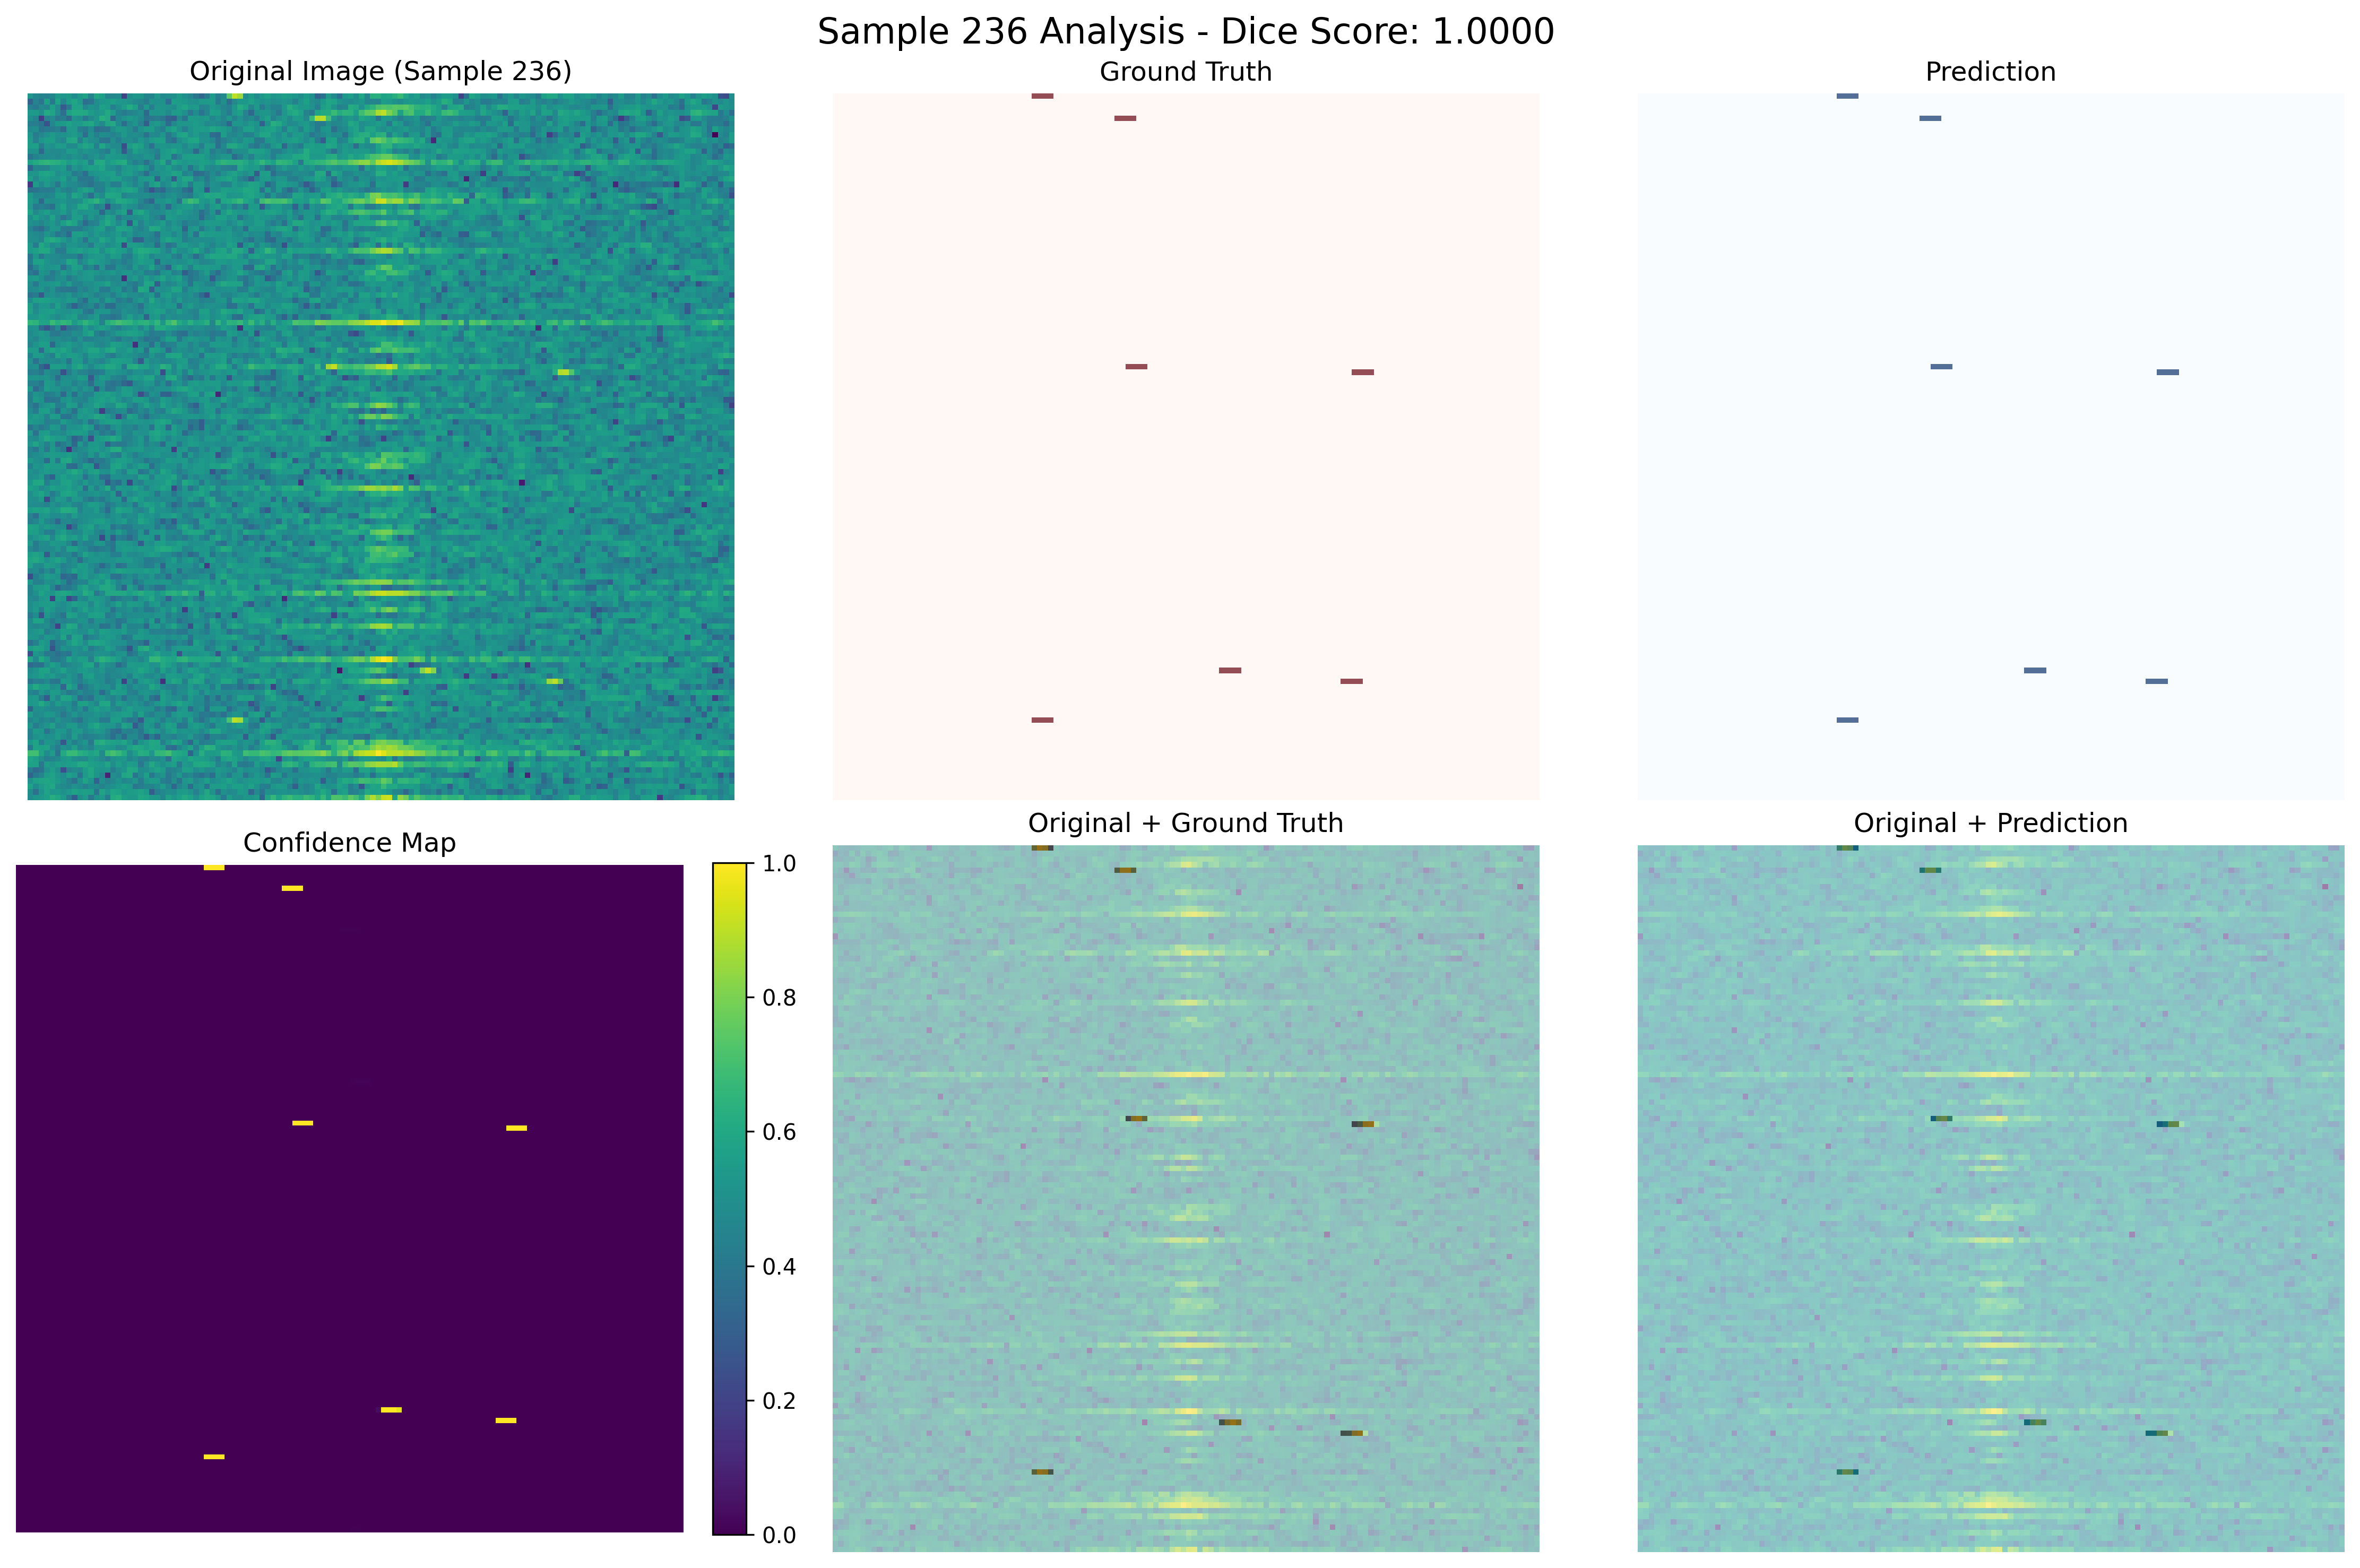 Sample 236 Analysis - Dice Score: 1.0000
Original Image (Sample 236)
Ground Truth
Prediction
Confidence Map
1.0
0.8
0.6
0.4
0.2
0.0
Original + Ground Truth
Original + Prediction